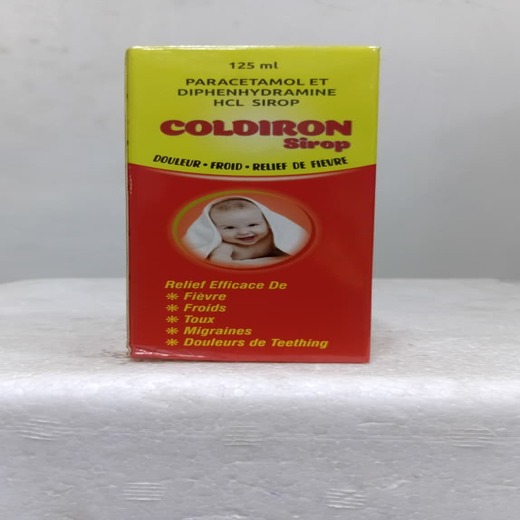 125 ml
PARACETAMOL ET
DIPHENHYDRAMINE
HCL SIROP
COLDIRON
Sirop
DOULEUR • FROID • RELIEF DE FIEVRE
Relief Efficace De
✻ Fièvre
✻ Froids
✻ Toux
✻ Migraines
✻ Douleurs de Teething